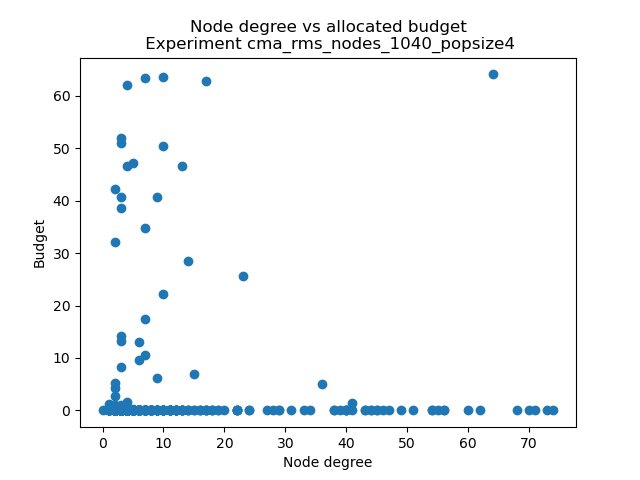 Node degree vs allocated budget
Experiment cma_rms_nodes_1040_popsize4
60
50
40
30
20
10
0
Budget
0 10 20 30 40 50 60 70
Node degree